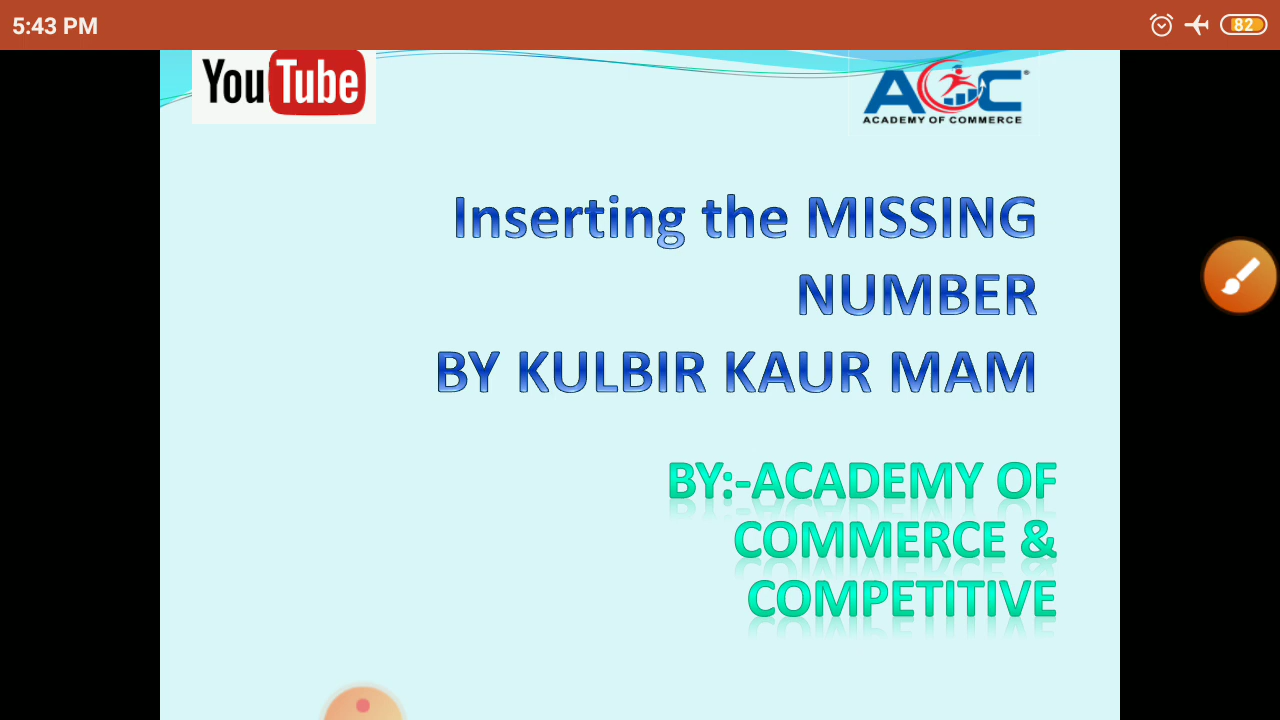 5:43 PM
82
YouTube
AOC
ACADEMY OF COMMERCE
Inserting the MISSING
NUMBER
BY KULBIR KAUR MAM
BY:-ACADEMY OF
COMMERCE &
COMPETITIVE